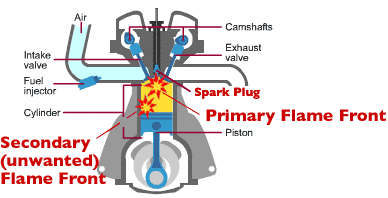 Air
Camshafts
Intake
valve
Exhaust
valve
Fuel
injector
Spark Plug
Cylinder
Primary Flame Front
Secondary
(unwanted)
Flame Front
Piston